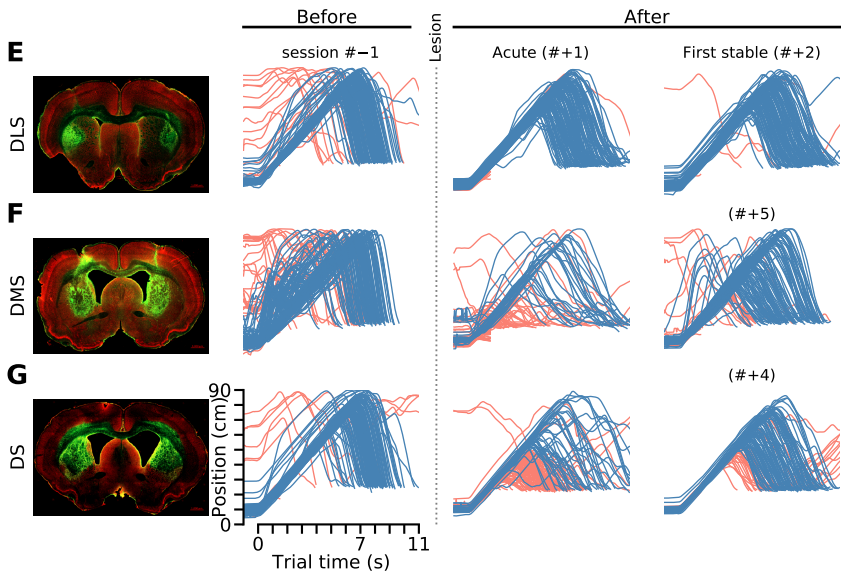 Before
After
Lesion
session #−1
Acute (#+1)
First stable (#+2)
E
DLS
F
(#+5)
DMS
G
(#+4)
DS
90
Position (cm)
0
0
7
11
Trial time (s)